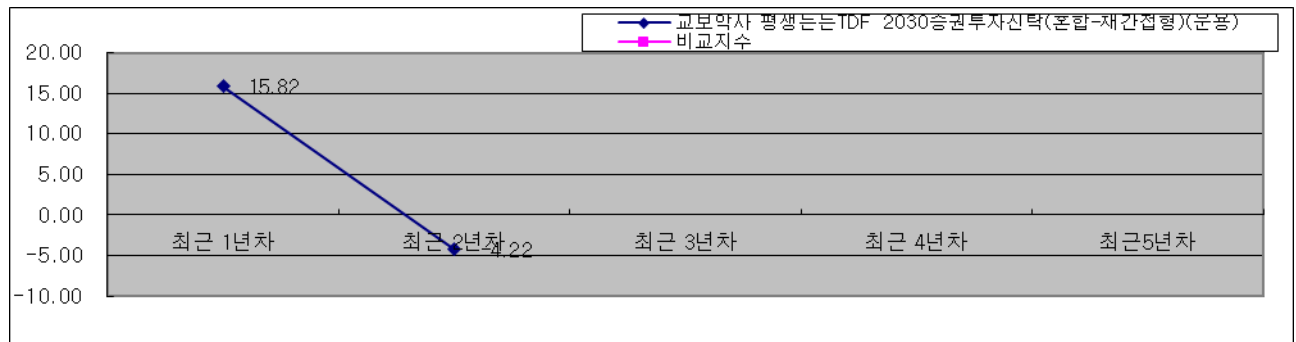 교보악사 평생든든TDF 2030증권투자신탁(혼합-재간접형)(운용)
비교지수
20.00
15.00
10.00
5.00
0.00
-5.00
-10.00
15.82
-4.22
최근 1년차
최근 2년차
최근 3년차
최근 4년차
최근5년차